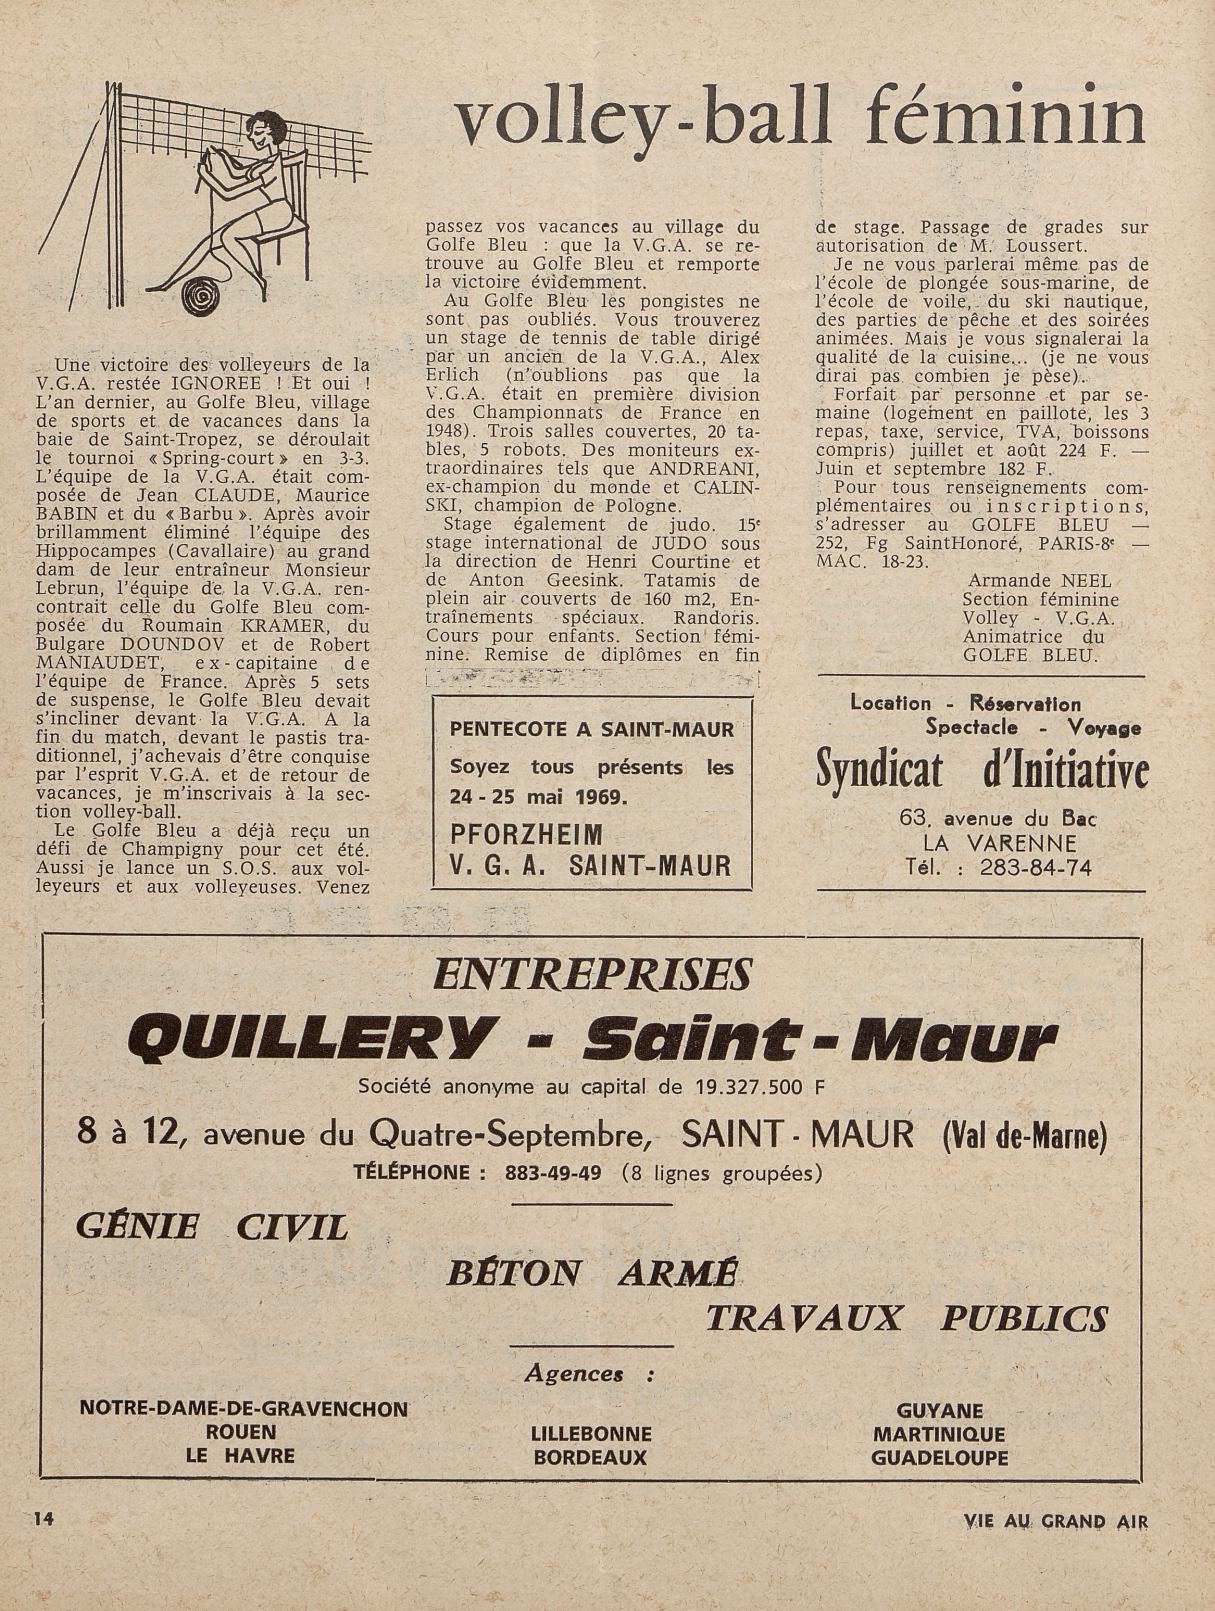 volley-ball féminin
Une victoire des volleyeurs de la
V.G.A. restée IGNOREE ! Et oui !
L'an dernier, au Golfe Bleu, village
de sports et de vacances dans la
baie de Saint-Tropez, se déroulait
le tournoi « Spring-court » en 3-3.
L'équipe de la V.G.A. était com-
posée de Jean CLAUDE, Maurice
BABIN et du « Barbu ». Après avoir
brillamment éliminé l'équipe des
Hippocampes (Cavallaire) au grand
dam de leur entraîneur Monsieur
Lebrun, l'équipe de la V.G.A. ren-
contrait celle du Golfe Bleu com-
posée du Roumain KRAMER, du
Bulgare DOUNDOV et de Robert
MANIAUDET, ex-capitaine de
l'équipe de France. Après 5 sets
de suspense, le Golfe Bleu devait
s'incliner devant la V.G.A. A la
fin du match, devant le pastis tra-
ditionnel, j'achevais d'être conquise
par l'esprit V.G.A. et de retour de
vacances, je m'inscrivais à la sec-
tion volley-ball.
Le Golfe Bleu a déjà reçu un
défi de Champigny pour cet été.
Aussi je lance un S.O.S. aux vol-
leyeurs et aux volleyeuses. Venez
passez vos vacances au village du
Golfe Bleu : que la V.G.A. se re-
trouve au Golfe Bleu et remporte
la victoire évidemment.
Au Golfe Bleu les pongistes ne
sont pas oubliés. Vous trouverez
un stage de tennis de table dirigé
par un ancien de la V.G.A., Alex
Erlich (n'oublions pas que la
V.G.A. était en première division
des Championnats de France en
1948). Trois salles couvertes, 20 ta-
bles, 5 robots. Des moniteurs ex-
traordinaires tels que ANDREANI,
ex-champion du monde et CALIN-
SKI, champion de Pologne.
Stage également de judo. 15e
stage international de JUDO sous
la direction de Henri Courtine et
de Anton Geesink. Tatamis de
plein air couverts de 160 m2, En-
traînements spéciaux. Randoris.
Cours pour enfants. Section fémi-
nine. Remise de diplômes en fin
de stage. Passage de grades sur
autorisation de M. Loussert.
Je ne vous parlerai même pas de
l'école de plongée sous-marine, de
l'école de voile, du ski nautique,
des parties de pêche et des soirées
animées. Mais je vous signalerai la
qualité de la cuisine... (je ne vous
dirai pas combien je pèse).
Forfait par personne et par se-
maine (logement en paillote, les 3
repas, taxe, service, TVA, boissons
compris) juillet et août 224 F. —
Juin et septembre 182 F.
Pour tous renseignements com-
plémentaires ou inscriptions,
s'adresser au GOLFE BLEU —
252, Fg SaintHonoré, PARIS-8e —
MAC. 18-23.
Armande NEEL
Section féminine
Volley - V.G.A.
Animatrice du
GOLFE BLEU.
PENTECOTE A SAINT-MAUR
Soyez tous présents les
24 - 25 mai 1969.
PFORZHEIM
V. G. A. SAINT-MAUR
Location - Réservation
Spectacle - Voyage
Syndicat d'Initiative
63, avenue du Bac
LA VARENNE
Tél. : 283-84-74
ENTREPRISES
QUILLERY - Saint-Maur
Société anonyme au capital de 19.327.500 F
8 à 12, avenue du Quatre-Septembre, SAINT - MAUR (Val de-Marne)
TÉLÉPHONE : 883-49-49 (8 lignes groupées)
GÉNIE CIVIL
BÉTON ARMÉ
TRAVAUX PUBLICS
Agences :
NOTRE-DAME-DE-GRAVENCHON
ROUEN
LE HAVRE
LILLEBONNE
BORDEAUX
GUYANE
MARTINIQUE
GUADELOUPE
14
VIE AU GRAND AIR